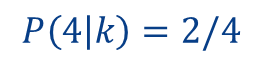 P(4|k) = 2/4